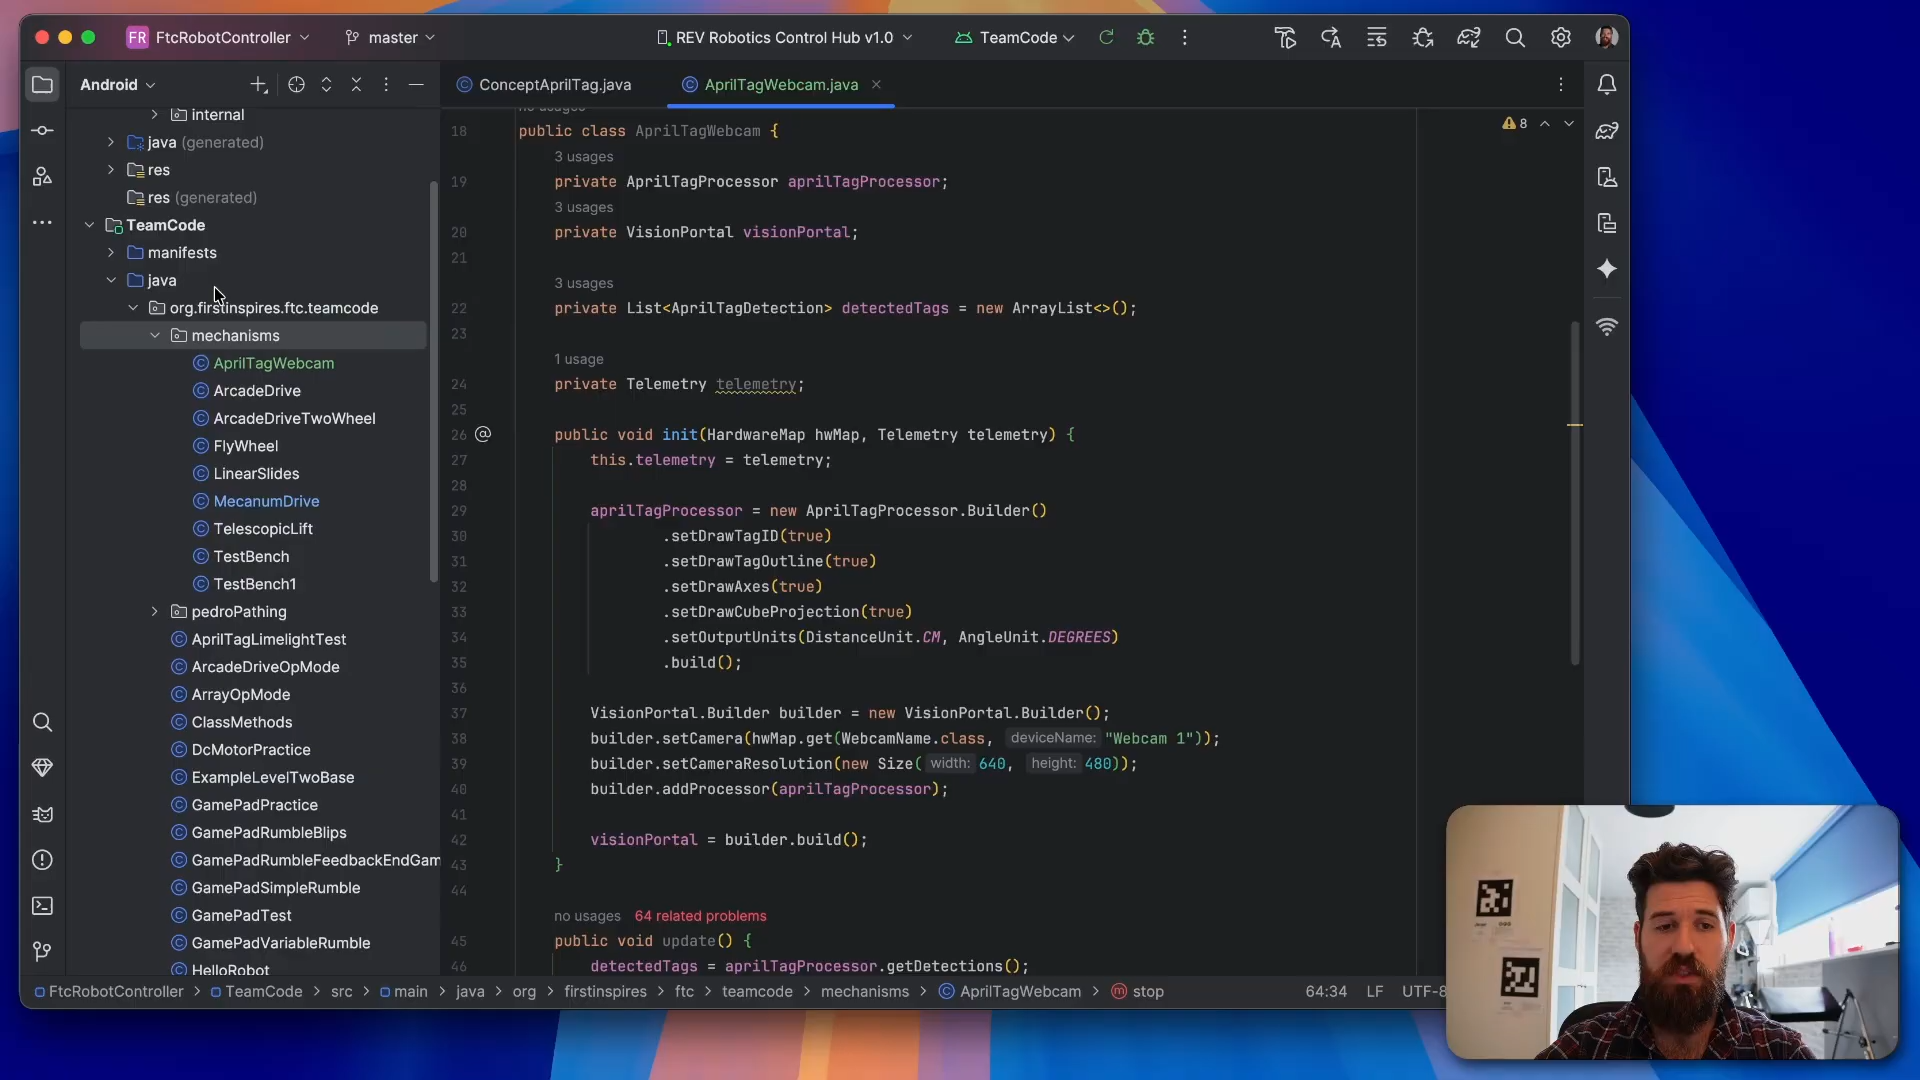 FR FtcRobotController master REV Robotics Control Hub v1.0 TeamCode
Android
ConceptAprilTag.java AprilTagWebcam.java
internal
java (generated)
res
res (generated)
TeamCode
manifests
java
org.firstinspires.ftc.teamcode
mechanisms
AprilTagWebcam
ArcadeDrive
ArcadeDriveTwoWheel
FlyWheel
LinearSlides
MecanumDrive
TelescopicLift
TestBench
TestBench1
pedroPathing
AprilTagLimelightTest
ArcadeDriveOpMode
ArrayOpMode
ClassMethods
DcMotorPractice
ExampleLevelTwoBase
GamePadPractice
GamePadRumbleBlips
GamePadRumbleFeedbackEndGam
GamePadSimpleRumble
GamePadTest
GamePadVariableRumble
HelloRobot
no usages
8
18 public class AprilTagWebcam {
3 usages
19 private AprilTagProcessor aprilTagProcessor;
3 usages
20 private VisionPortal visionPortal;
21
3 usages
22 private List<AprilTagDetection> detectedTags = new ArrayList<>();
23
1 usage
24 private Telemetry telemetry;
25
26 @ public void init(HardwareMap hwMap, Telemetry telemetry) {
27 this.telemetry = telemetry;
28
29 aprilTagProcessor = new AprilTagProcessor.Builder()
30 .setDrawTagID(true)
31 .setDrawTagOutline(true)
32 .setDrawAxes(true)
33 .setDrawCubeProjection(true)
34 .setOutputUnits(DistanceUnit.CM, AngleUnit.DEGREES)
35 .build();
36
37 VisionPortal.Builder builder = new VisionPortal.Builder();
38 builder.setCamera(hwMap.get(WebcamName.class, deviceName: "Webcam 1"));
39 builder.setCameraResolution(new Size( width: 640, height: 480));
40 builder.addProcessor(aprilTagProcessor);
41
42 visionPortal = builder.build();
43 }
44
no usages 64 related problems
45 public void update() {
46 detectedTags = aprilTagProcessor.getDetections();
FtcRobotController > TeamCode > src > main > java > org > firstinspires > ftc > teamcode > mechanisms > AprilTagWebcam > stop 64:34 LF UTF-8